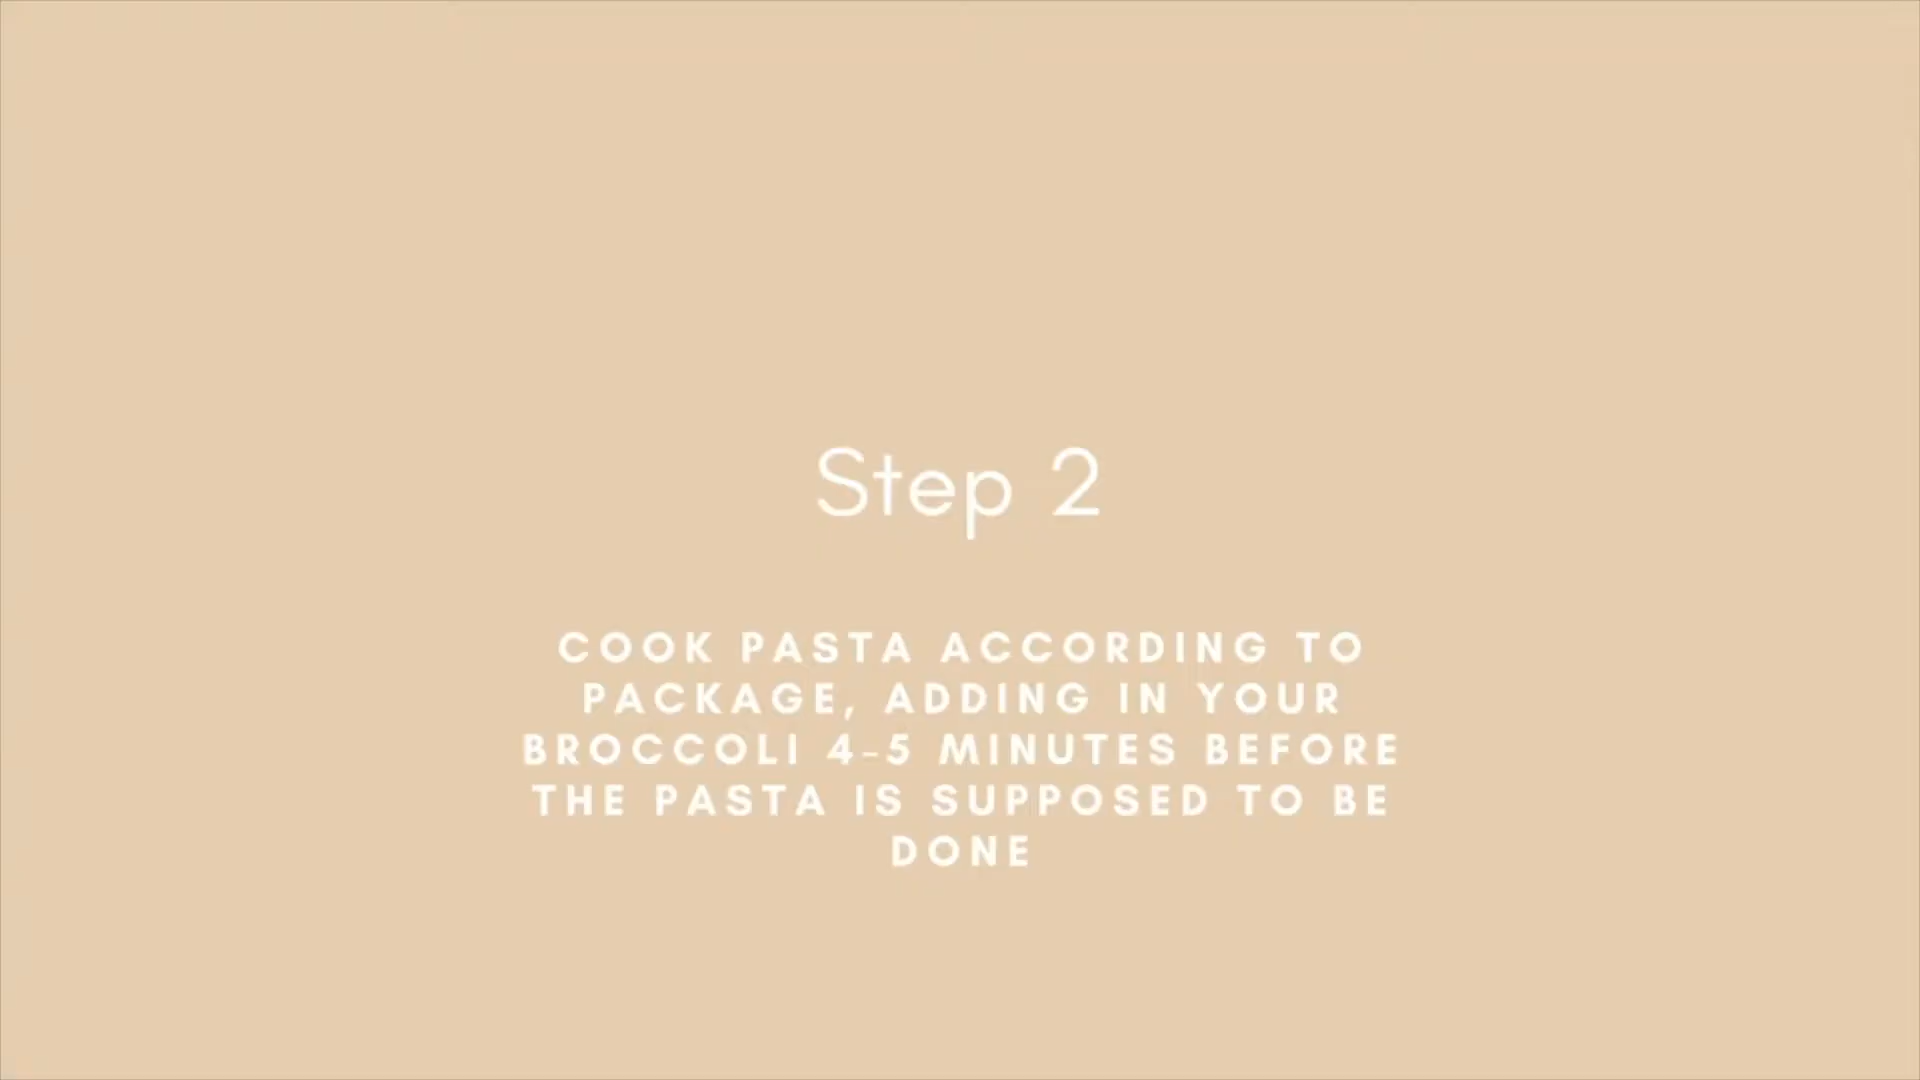 Step 2
COOK PASTA ACCORDING TO
PACKAGE, ADDING IN YOUR
BROCCOLI 4-5 MINUTES BEFORE
THE PASTA IS SUPPOSED TO BE
DONE